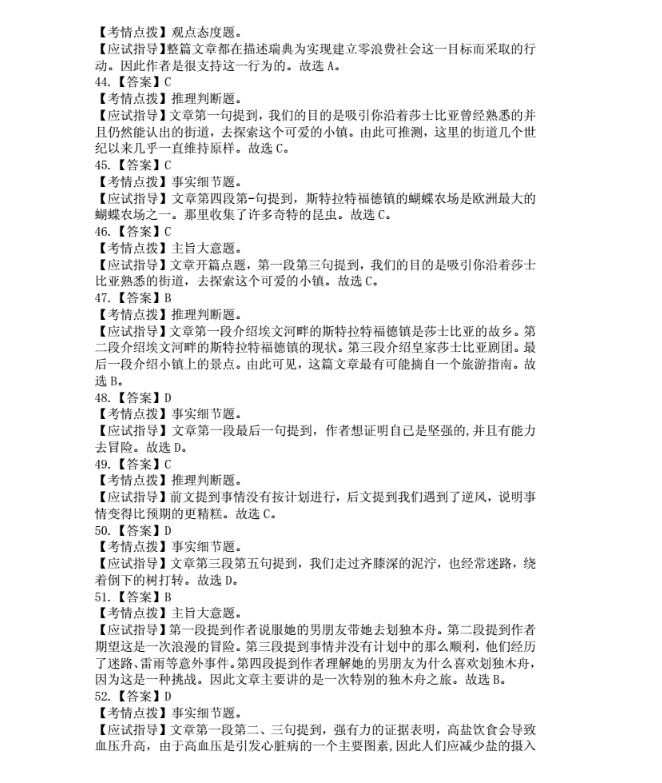 【考情点拨】观点态度题。
【应试指导】整篇文章都在描述瑞典为实现建立零浪费社会这一目标而采取的行
动。因此作者是很支持这一行为的。故选 A。
44.【答案】C
【考情点拨】推理判断题。
【应试指导】文章第一句提到，我们的目的是吸引你沿着莎士比亚曾经熟悉的并
且仍然能认出的街道，去探索这个可爱的小镇。由此可推测，这里的街道几个世
纪以来几乎一直维持原样。故选 C。
45.【答案】C
【考情点拨】事实细节题。
【应试指导】文章第四段第-句提到，斯特拉特福德镇的蝴蝶农场是欧洲最大的
蝴蝶农场之一。那里收集了许多奇特的昆虫。故选 C。
46.【答案】C
【考情点拨】主旨大意题。
【应试指导】文章开篇点题，第一段第三句提到，我们的目的是吸引你沿着莎士
比亚熟悉的街道，去探索这个可爱的小镇。故选 C。
47.【答案】B
【考情点拨】推理判断题。
【应试指导】文章第一段介绍埃文河畔的斯特拉特福德镇是莎士比亚的故乡。第
二段介绍埃文河畔的斯特拉特福德镇的现状。第三段介绍皇家莎士比亚剧团。最
后一段介绍小镇上的景点。由此可见，这篇文章最有可能摘自一个旅游指南。故
选 B。
48.【答案】D
【考情点拨】事实细节题。
【应试指导】文章第一段最后一句提到，作者想证明自已是坚强的,并且有能力
去冒险。故选 D。
49.【答案】C
【考情点拨】推理判断题。
【应试指导】前文提到事情没有按计划进行，后文提到我们遇到了逆风，说明事
情变得比预期的更精糕。故选 C。
50.【答案】D
【考情点拨】事实细节题。
【应试指导】文章第三段第五句提到，我们走过齐膝深的泥泞，也经常迷路，绕
着倒下的树打转。故选 D。
51.【答案】B
【考情点拨】主旨大意题。
【应试指导】第一段提到作者说服她的男朋友带她去划独本舟。第二段提到作者
期望这是一次浪漫的冒险。第三段提到事情并没有计划中的那么顺利，他们经历
了迷路、雷雨等意外事件。第四段提到作者理解她的男朋友为什么喜欢划独木舟，
因为这是一种挑战。因此文章主要讲的是一次特别的独木舟之旅。故选 B。
52.【答案】D
【考情点拨】事实细节题。
【应试指导】文章第一段第二、三句提到，强有力的证据表明，高盐饮食会导致
血压升高，由于高血压是引发心脏病的一个主要图素,因此人们应减少盐的摄入